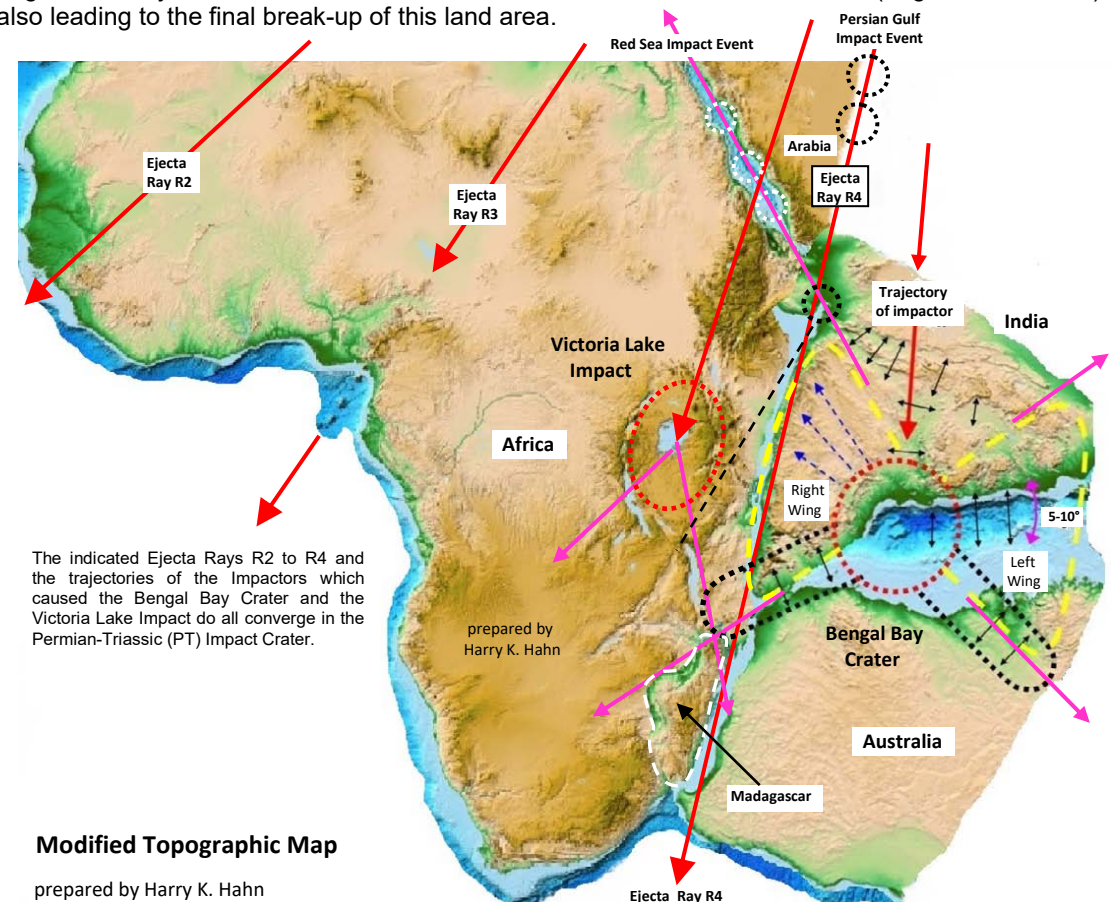 also leading to the final break-up of this land area.
Persian Gulf
Impact Event
Red Sea Impact Event
Arabia
Ejecta
Ray R2
Ejecta
Ray R3
Ejecta
Ray R4
Trajectory
of impactor
India
Victoria Lake
Impact
Africa
Right
Wing
5-10°
Left
Wing
The indicated Ejecta Rays R2 to R4 and
the trajectories of the Impactors which
caused the Bengal Bay Crater and the
Victoria Lake Impact do all converge in the
Permian-Triassic (PT) Impact Crater.
prepared by
Harry K. Hahn
Bengal Bay
Crater
Australia
Madagascar
Modified Topographic Map
prepared by Harry K. Hahn
Ejecta Ray R4